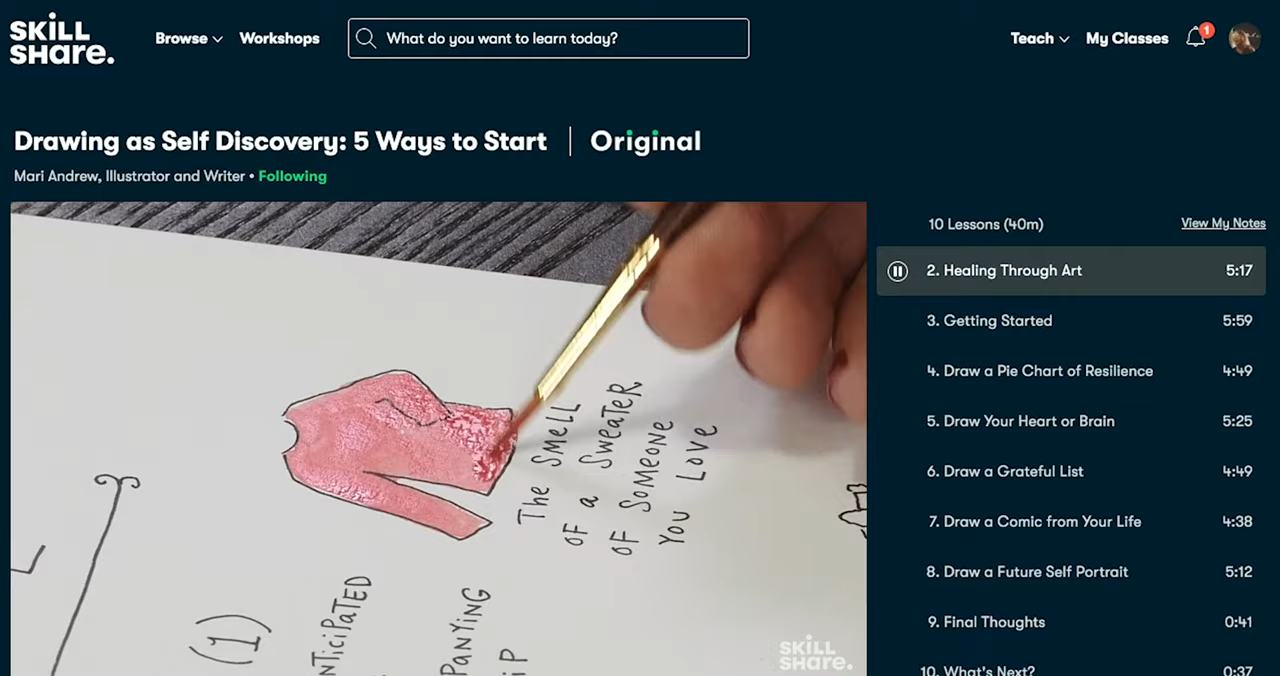 SKILL
SHARE.
Browse
Workshops
What do you want to learn today?
Teach
My Classes
1
Drawing as Self Discovery: 5 Ways to Start | Original
Mari Andrew, Illustrator and Writer • Following
10 Lessons (40m)
View My Notes
2. Healing Through Art 5:17
3. Getting Started 5:59
4. Draw a Pie Chart of Resilience 4:49
5. Draw Your Heart or Brain 5:25
6. Draw a Grateful List 4:49
7. Draw a Comic from Your Life 4:38
8. Draw a Future Self Portrait 5:12
9. Final Thoughts 0:41
10. What's Next? 0:37
The SMELL
OF a SWEATER
OF SOMEONE
YOU LOVE
(1)
NTiCiPaTED
PANYING
iP
L
SKILL
SHARE.